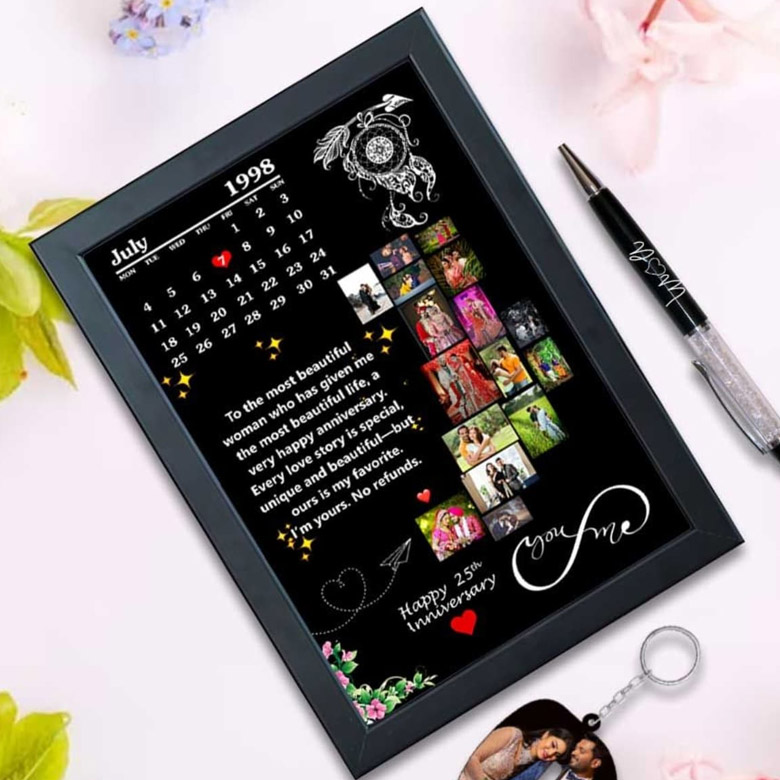 July 1998
MON TUE WED THU FRI SAT SUN
1 2 3
4 5 6 7 8 9 10
11 12 13 14 15 16 17
18 19 20 21 22 23 24
25 26 27 28 29 30 31
To the most beautiful
woman who has given me
the most beautiful life, a
very happy anniversary.
Every love story is special,
unique and beautiful—but
ours is my favorite.
I'm yours. No refunds.
you me
Happy 25th
Anniversary